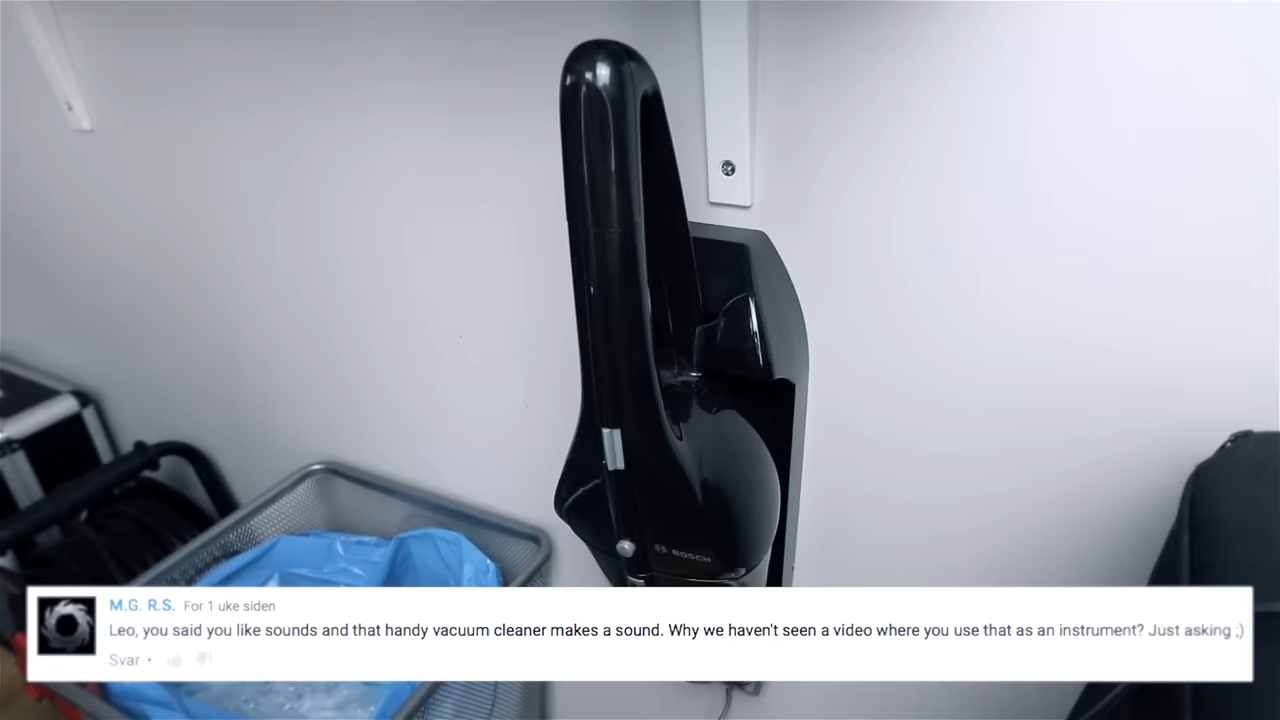 BOSCH
M.G. R.S. For 1 uke siden
Leo, you said you like sounds and that handy vacuum cleaner makes a sound. Why we haven't seen a video where you use that as an instrument? Just asking ;)
Svar •